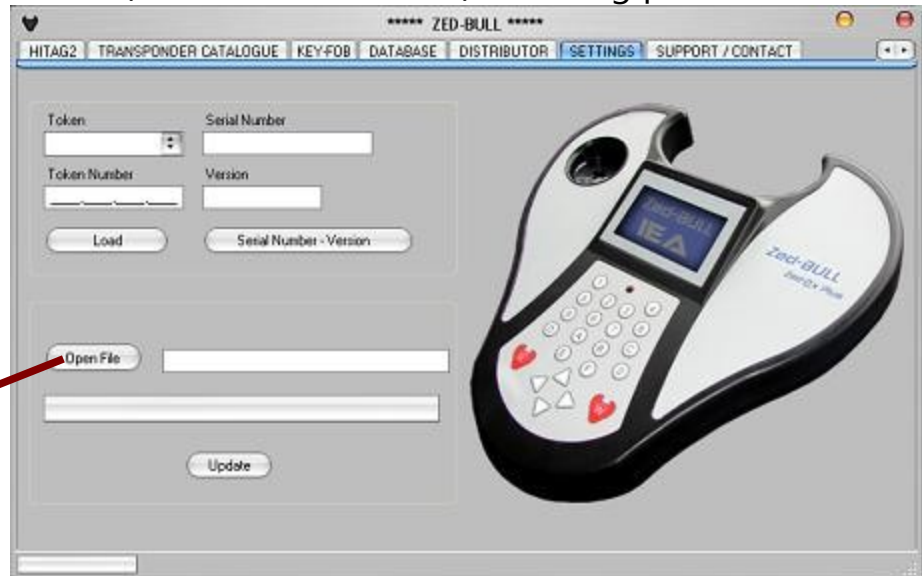 ***** ZED-BULL *****
HITAG2 TRANSPONDER CATALOGUE KEY-FOB DATABASE DISTRIBUTOR SETTINGS SUPPORT / CONTACT
Token
Serial Number
Token Number
Version
Load
Serial Number - Version
Open File
Update
Zed-BULL
IEA
Zed-BULL